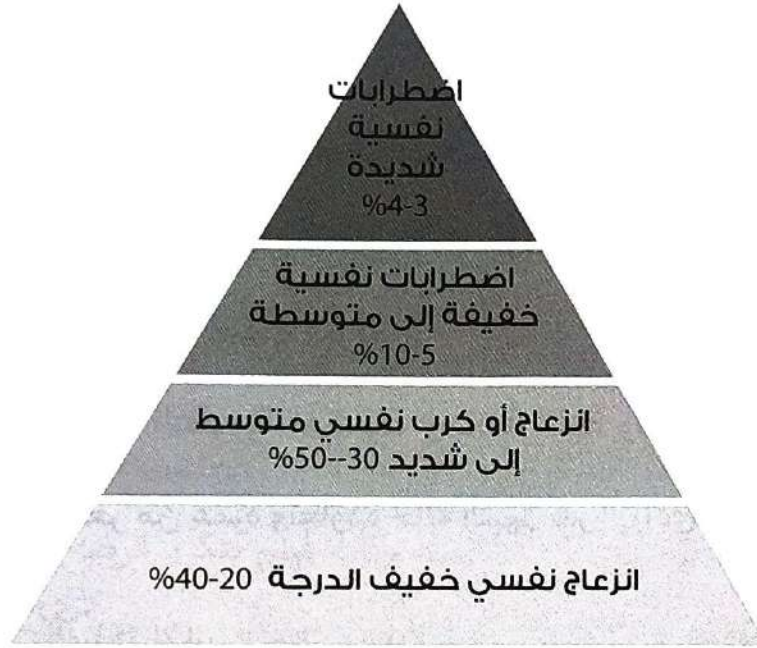 اضطرابات
نفسية
شديدة
%4-3
اضطرابات نفسية
خفيفة إلى متوسطة
%10-5
انزعاج أو كرب نفسي متوسط
إلى شديد 30--50%
انزعاج نفسي خفيف الدرجة 20-40%